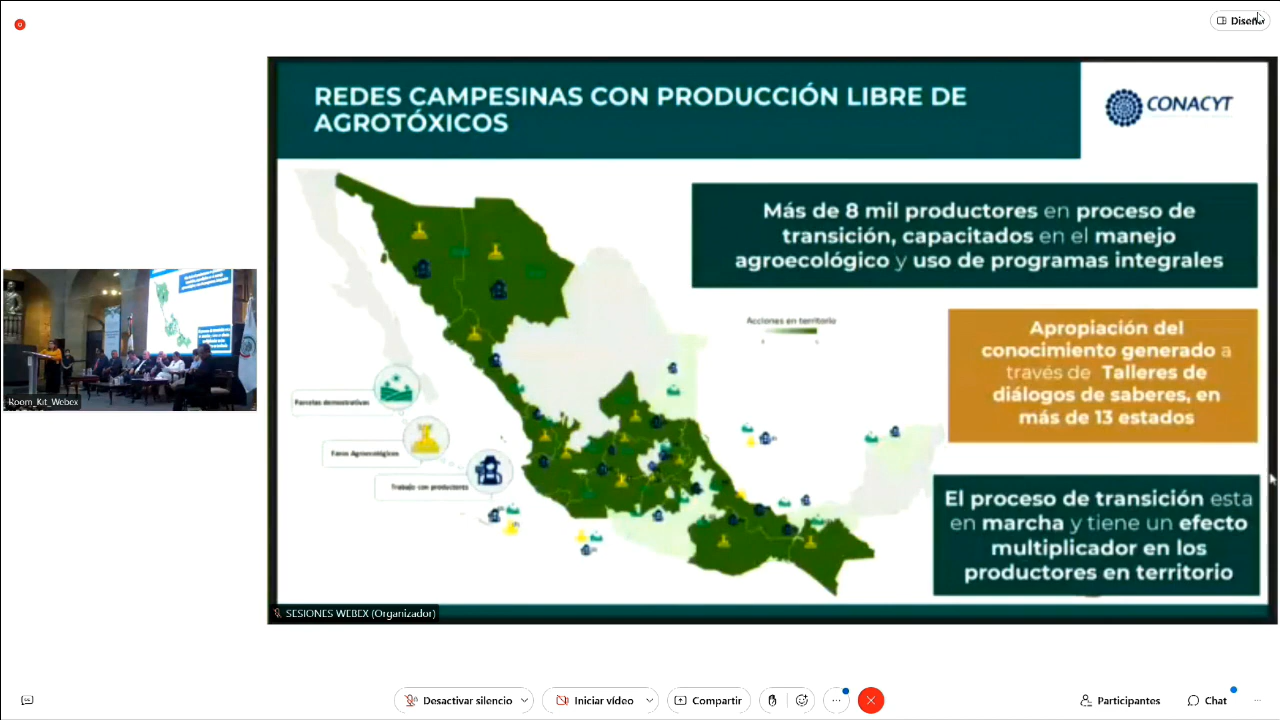 Diseño
REDES CAMPESINAS CON PRODUCCIÓN LIBRE DE
AGROTÓXICOS
CONACYT
Más de 8 mil productores en proceso de
transición, capacitados en el manejo
agroecológico y uso de programas integrales
Acciones en territorio
Apropiación del
conocimiento generado a
través de Talleres de
diálogos de saberes, en
más de 13 estados
Parcelas demostrativas
Faros Agroecológicos
Trabajo con productores
El proceso de transición esta
en marcha y tiene un efecto
multiplicador en los
productores en territorio
Room_Kit_Webex
SESIONES WEBEX (Organizador)
Desactivar silencio
Iniciar vídeo
Compartir
Participantes
Chat